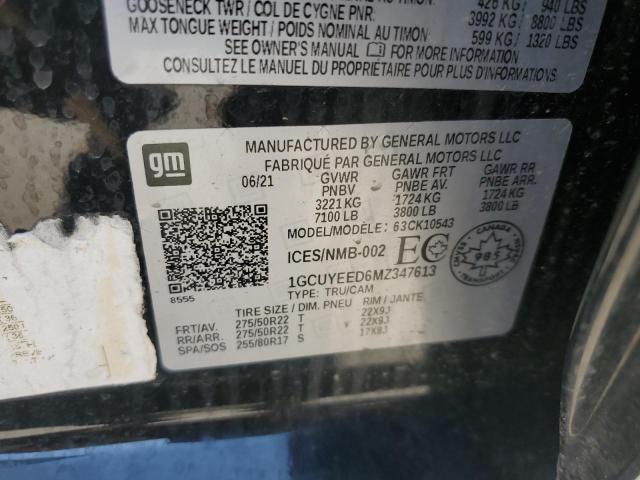 GOOSENECK TWR / COL DE CYGNE PNR: 426 KG/ 940 LBS
3992 KG/ 8800 LBS
MAX TONGUE WEIGHT / POIDS NOMINAL AU TIMON: 599 KG/ 1320 LBS
SEE OWNER'S MANUAL FOR MORE INFORMATION
CONSULTEZ LE MANUEL DU PROPRIÉTAIRE POUR PLUS D'INFORMATION
gm
MANUFACTURED BY GENERAL MOTORS LLC
FABRIQUÉ PAR GENERAL MOTORS LLC
06/21 GVWR GAWR FRT GAWR RR
PNBV PNBE AV. PNBE ARR.
3221 KG 1724 KG 1724 KG
7100 LB 3800 LB 3800 LB
MODEL/MODÈLE: 63CK10543
ICES/NMB-002 EC
985
8555
1GCUYEED6MZ347613
TYPE: TRU/CAM
TIRE SIZE / DIM. PNEU RIM / JANTE
FRT/AV. 275/50R22 T 22X9J
RR/ARR. 275/50R22 T 22X9J
SPA/SOS 255/80R17 S 17X8J